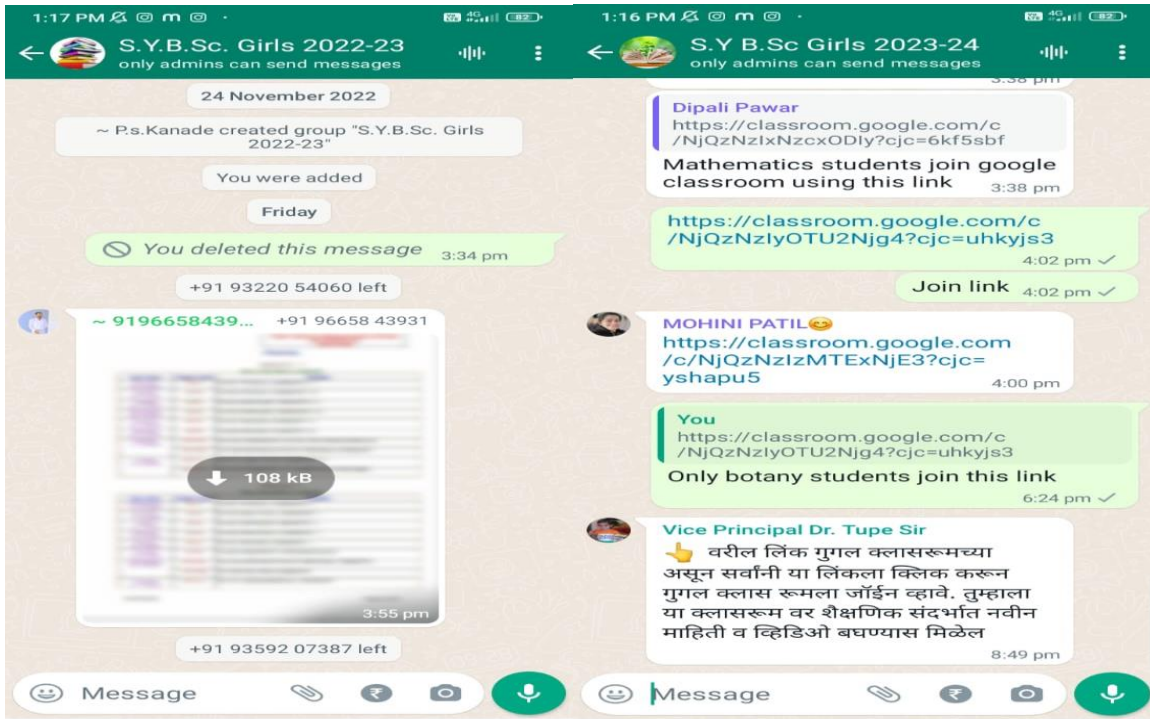 1:17 PM
82
S.Y.B.Sc. Girls 2022-23
only admins can send messages
24 November 2022
~ P.s.Kanade created group "S.Y.B.Sc. Girls
2022-23"
You were added
Friday
You deleted this message 3:34 pm
+91 93220 54060 left
~ 9196658439... +91 96658 43931
108 kB
3:55 pm
+91 93592 07387 left
Message
1:16 PM
4G
82
S.Y B.Sc Girls 2023-24
only admins can send messages
3:38 pm
Dipali Pawar
https://classroom.google.com/c
/NjQzNzIxNzcxODIy?cjc=6kf5sbf
Mathematics students join google
classroom using this link 3:38 pm
https://classroom.google.com/c
/NjQzNzIyOTU2Njg4?cjc=uhkyjs3
4:02 pm
Join link 4:02 pm
MOHINI PATIL😊
https://classroom.google.com
/c/NjQzNzIzMTExNjE3?cjc=
yshapu5
4:00 pm
You
https://classroom.google.com/c
/NjQzNzIyOTU2Njg4?cjc=uhkyjs3
Only botany students join this link
6:24 pm
Vice Principal Dr. Tupe Sir
👆 वरील लिंक गुगल क्लासरूमच्या
असून सर्वांनी या लिंकला क्लिक करून
गुगल क्लास रूमला जॉईन व्हावे. तुम्हाला
या क्लासरूम वर शैक्षणिक संदर्भात नवीन
माहिती व व्हिडिओ बघण्यास मिळेल
8:49 pm
Message